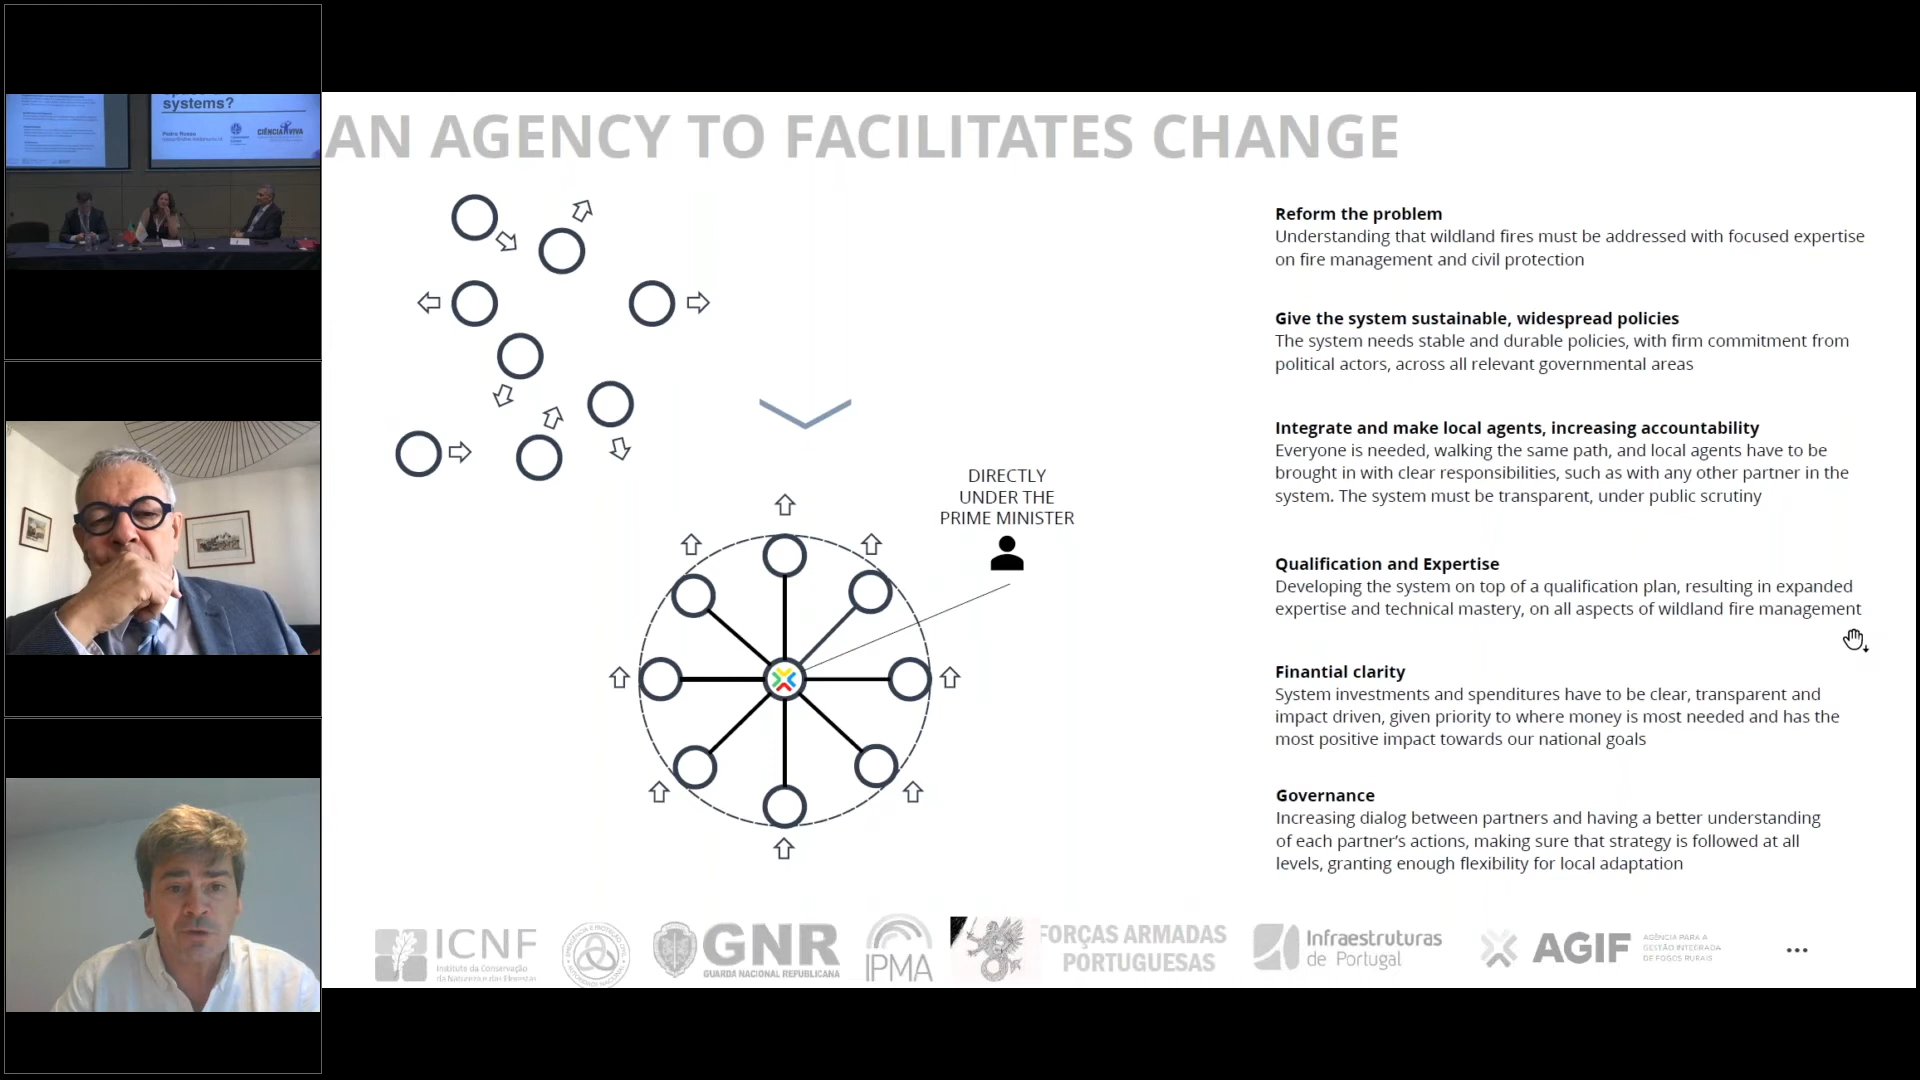 systems?
Pedro Russo
CIÊNCIA VIVA
AN AGENCY TO FACILITATES CHANGE
DIRECTLY
UNDER THE
PRIME MINISTER
Reform the problem
Understanding that wildland fires must be addressed with focused expertise
on fire management and civil protection
Give the system sustainable, widespread policies
The system needs stable and durable policies, with firm commitment from
political actors, across all relevant governmental areas
Integrate and make local agents, increasing accountability
Everyone is needed, walking the same path, and local agents have to be
brought in with clear responsibilities, such as with any other partner in the
system. The system must be transparent, under public scrutiny
Qualification and Expertise
Developing the system on top of a qualification plan, resulting in expanded
expertise and technical mastery, on all aspects of wildland fire management
Finantial clarity
System investments and spenditures have to be clear, transparent and
impact driven, given priority to where money is most needed and has the
most positive impact towards our national goals
Governance
Increasing dialog between partners and having a better understanding
of each partner's actions, making sure that strategy is followed at all
levels, granting enough flexibility for local adaptation
ICNF
Instituto da Conservação
da Natureza e das Florestas
GNR
GUARDA NACIONAL REPUBLICANA
IPMA
FORÇAS ARMADAS
PORTUGUESAS
Infraestruturas
de Portugal
AGIF
AGÊNCIA PARA A
GESTÃO INTEGRADA
DE FOGOS RURAIS
...